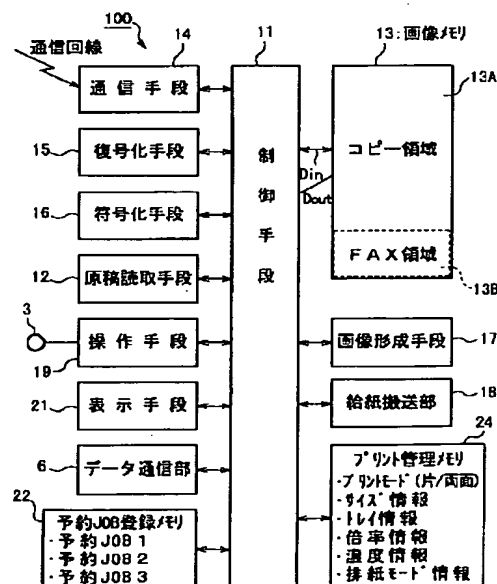 100
通信回線
14
通信手段
11
制御手段
13:画像メモリ
13A
コピー領域
Din
Dout
FAX領域
13B
15
復号化手段
16
符号化手段
12
原稿読取手段
3
操作手段
19
21
表示手段
6
データ通信部
22
予約JOB登録メモリ
・予約JOB1
・予約JOB2
・予約JOB3
画像形成手段
17
給紙搬送部
18
24
プリント管理メモリ
・プリントモード(片/両面)
・サイズ情報
・トレイ情報
・倍率情報
・濃度情報
・排紙モード情報